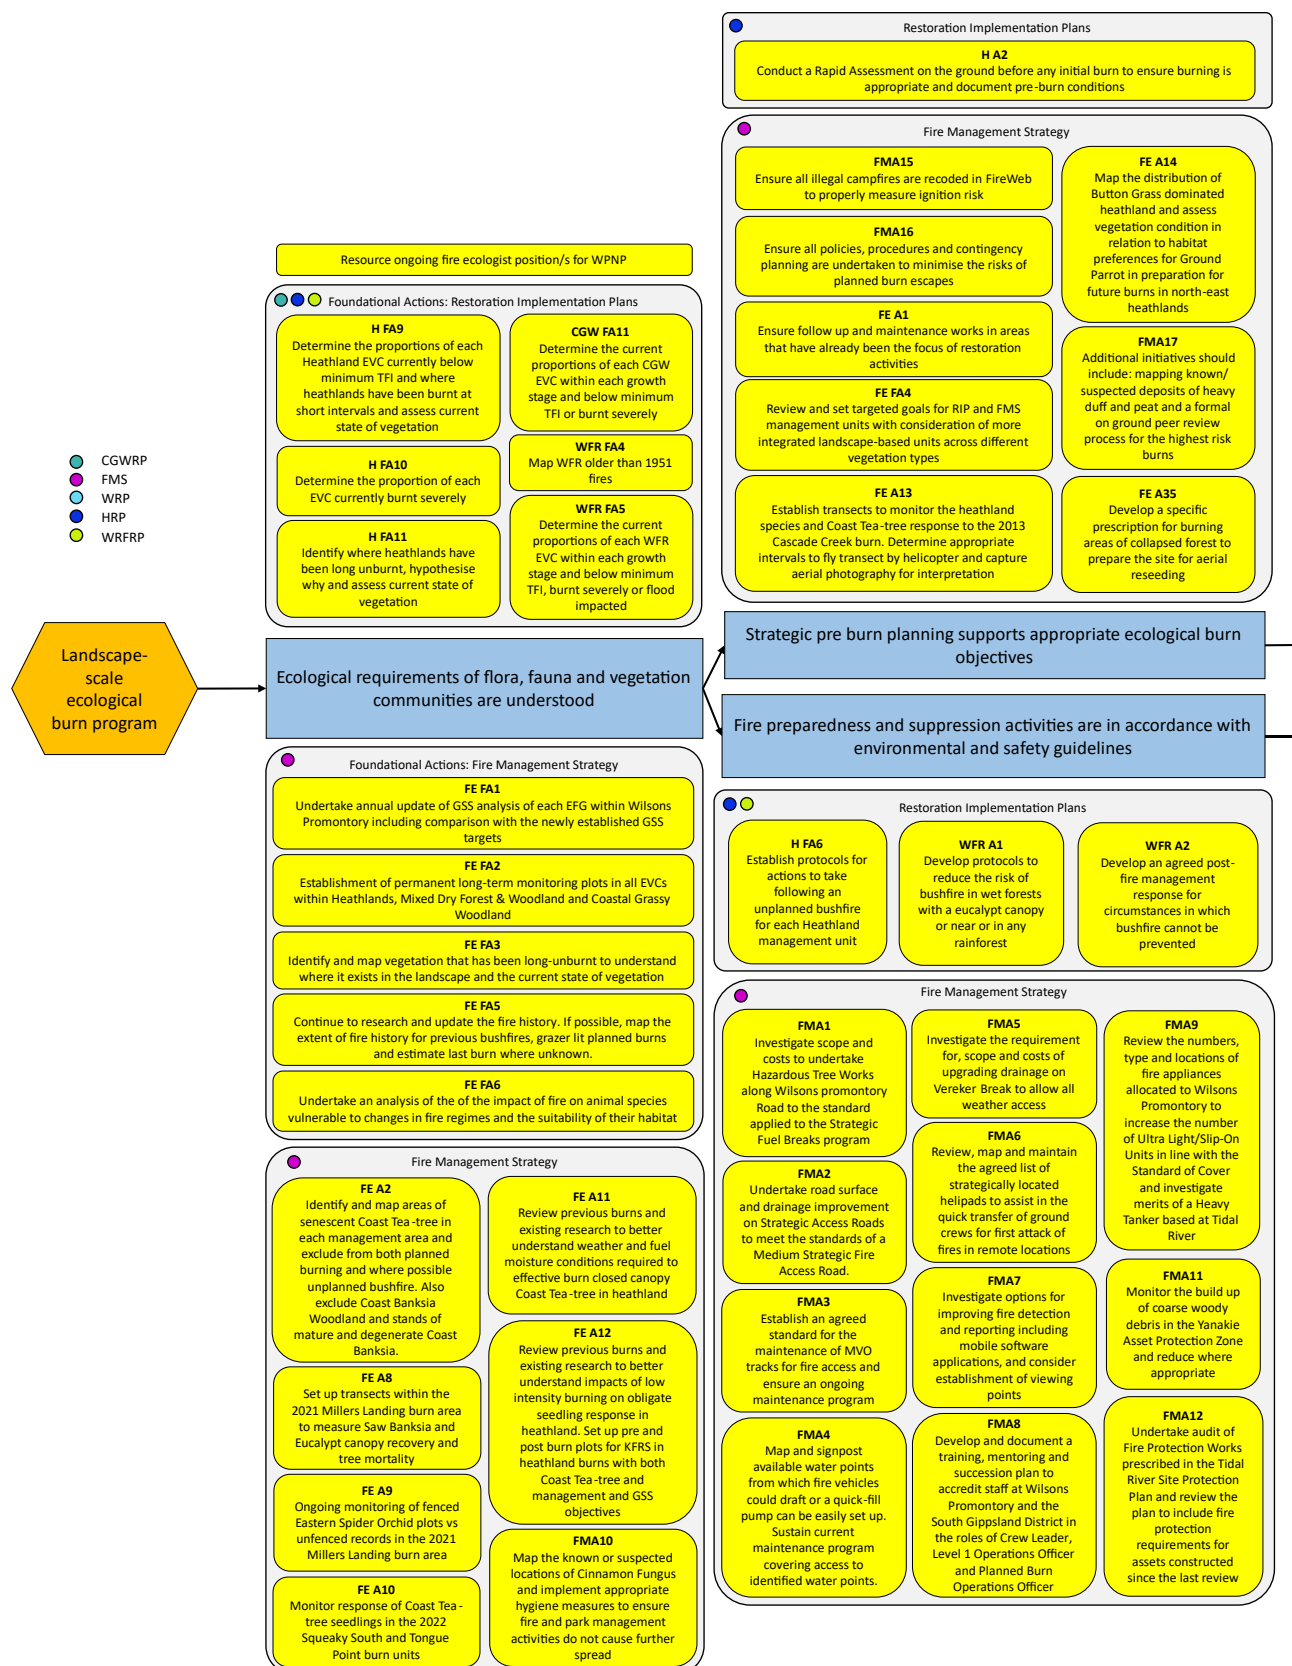 Restoration Implementation Plans
H A2
Conduct a Rapid Assessment on the ground before any initial burn to ensure burning is
appropriate and document pre-burn conditions
Fire Management Strategy
FMA15
Ensure all illegal campfires are recoded in FireWeb
to properly measure ignition risk
FMA16
Ensure all policies, procedures and contingency
planning are undertaken to minimise the risks of
planned burn escapes
FE A1
Ensure follow up and maintenance works in areas
that have already been the focus of restoration
activities
FE FA4
Review and set targeted goals for RIP and FMS
management units with consideration of more
integrated landscape-based units across different
vegetation types
FE A13
Establish transects to monitor the heathland
species and Coast Tea-tree response to the 2013
Cascade Creek burn. Determine appropriate
intervals to fly transect by helicopter and capture
aerial photography for interpretation
FE A14
Map the distribution of
Button Grass dominated
heathland and assess
vegetation condition in
relation to habitat
preferences for Ground
Parrot in preparation for
future burns in north-east
heathlands
FMA17
Additional initiatives should
include: mapping known/
suspected deposits of heavy
duff and peat and a formal
on ground peer review
process for the highest risk
burns
FE A35
Develop a specific
prescription for burning
areas of collapsed forest to
prepare the site for aerial
reseeding
Resource ongoing fire ecologist position/s for WPNP
Foundational Actions: Restoration Implementation Plans
H FA9
Determine the proportions of each
Heathland EVC currently below
minimum TFI and where
heathlands have been burnt at
short intervals and assess current
state of vegetation
H FA10
Determine the proportion of each
EVC currently burnt severely
H FA11
Identify where heathlands have
been long unburnt, hypothesise
why and assess current state of
vegetation
CGW FA11
Determine the current
proportions of each CGW
EVC within each growth
stage and below minimum
TFI or burnt severely
WFR FA4
Map WFR older than 1951
fires
WFR FA5
Determine the current
proportions of each WFR
EVC within each growth
stage and below minimum
TFI, burnt severely or flood
impacted
CGWRP
FMS
WRP
HRP
WRFRP
Landscape-
scale
ecological
burn program
Ecological requirements of flora, fauna and vegetation
communities are understood
Strategic pre burn planning supports appropriate ecological burn
objectives
Fire preparedness and suppression activities are in accordance with
environmental and safety guidelines
Foundational Actions: Fire Management Strategy
FE FA1
Undertake annual update of GSS analysis of each EFG within Wilsons
Promontory including comparison with the newly established GSS
targets
FE FA2
Establishment of permanent long-term monitoring plots in all EVCs
within Heathlands, Mixed Dry Forest & Woodland and Coastal Grassy
Woodland
FE FA3
Identify and map vegetation that has been long-unburnt to understand
where it exists in the landscape and the current state of vegetation
FE FA5
Continue to research and update the fire history. If possible, map the
extent of fire history for previous bushfires, grazer lit planned burns
and estimate last burn where unknown.
FE FA6
Undertake an analysis of the of the impact of fire on animal species
vulnerable to changes in fire regimes and the suitability of their habitat
Fire Management Strategy
FE A2
Identify and map areas of
senescent Coast Tea-tree in
each management area and
exclude from both planned
burning and where possible
unplanned bushfire. Also
exclude Coast Banksia
Woodland and stands of
mature and degenerate Coast
Banksia.
FE A8
Set up transects within the
2021 Millers Landing burn area
to measure Saw Banksia and
Eucalypt canopy recovery and
tree mortality
FE A9
Ongoing monitoring of fenced
Eastern Spider Orchid plots vs
unfenced records in the 2021
Millers Landing burn area
FE A10
Monitor response of Coast Tea-
tree seedlings in the 2022
Squeaky South and Tongue
Point burn units
FE A11
Review previous burns and
existing research to better
understand weather and fuel
moisture conditions required to
effective burn closed canopy
Coast Tea-tree in heathland
FE A12
Review previous burns and
existing research to better
understand impacts of low
intensity burning on obligate
seedling response in
heathland. Set up pre and
post burn plots for KFRS in
heathland burns with both
Coast Tea-tree and
management and GSS
objectives
FMA10
Map the known or suspected
locations of Cinnamon Fungus
and implement appropriate
hygiene measures to ensure
fire and park management
activities do not cause further
spread
Restoration Implementation Plans
H FA6
Establish protocols for
actions to take
following an
unplanned bushfire
for each Heathland
management unit
WFR A1
Develop protocols to
reduce the risk of
bushfire in wet forests
with a eucalypt canopy
or near or in any
rainforest
WFR A2
Develop an agreed post-
fire management
response for
circumstances in which
bushfire cannot be
prevented
Fire Management Strategy
FMA1
Investigate scope and
costs to undertake
Hazardous Tree Works
along Wilsons promontory
Road to the standard
applied to the Strategic
Fuel Breaks program
FMA2
Undertake road surface
and drainage improvement
on Strategic Access Roads
to meet the standards of a
Medium Strategic Fire
Access Road.
FMA3
Establish an agreed
standard for the
maintenance of MVO
tracks for fire access and
ensure an ongoing
maintenance program
FMA4
Map and signpost
available water points
from which fire vehicles
could draft or a quick-fill
pump can be easily set up.
Sustain current
maintenance program
covering access to
identified water points.
FMA5
Investigate the requirement
for, scope and costs of
upgrading drainage on
Vereker Break to allow all
weather access
FMA6
Review, map and maintain
the agreed list of
strategically located
helipads to assist in the
quick transfer of ground
crews for first attack of
fires in remote locations
FMA7
Investigate options for
improving fire detection
and reporting including
mobile software
applications, and consider
establishment of viewing
points
FMA8
Develop and document a
training, mentoring and
succession plan to
accredit staff at Wilsons
Promontory and the
South Gippsland District in
the roles of Crew Leader,
Level 1 Operations Officer
and Planned Burn
Operations Officer
FMA9
Review the numbers,
type and locations of
fire appliances
allocated to Wilsons
Promontory to
increase the number
of Ultra Light/Slip-On
Units in line with the
Standard of Cover
and investigate
merits of a Heavy
Tanker based at Tidal
River
FMA11
Monitor the build up
of coarse woody
debris in the Yanakie
Asset Protection Zone
and reduce where
appropriate
FMA12
Undertake audit of
Fire Protection Works
prescribed in the Tidal
River Site Protection
Plan and review the
plan to include fire
protection
requirements for
assets constructed
since the last review